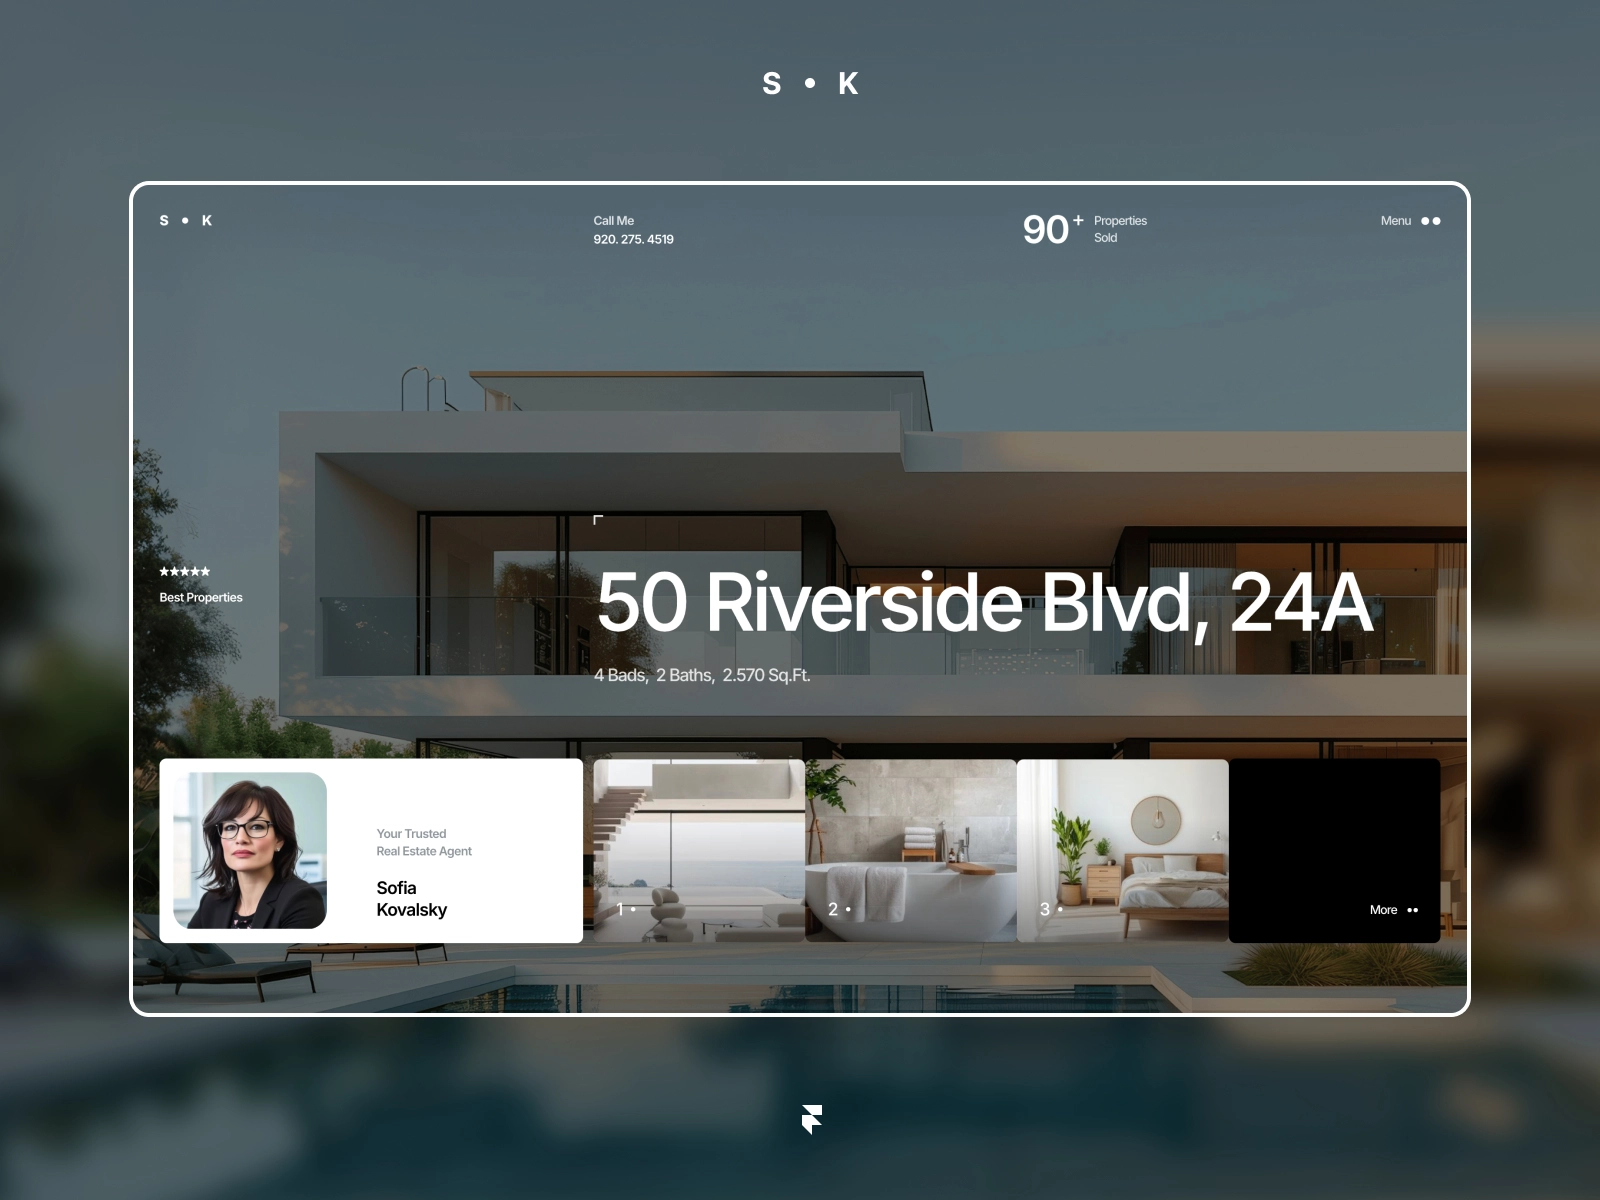 S • K
S • K
Call Me
920. 275. 4519
90+
Properties
Sold
Menu
Best Properties
50 Riverside Blvd, 24A
4 Bads, 2 Baths, 2.570 Sq.Ft.
Your Trusted
Real Estate Agent
Sofia
Kovalsky
1 •
2 •
3 •
More